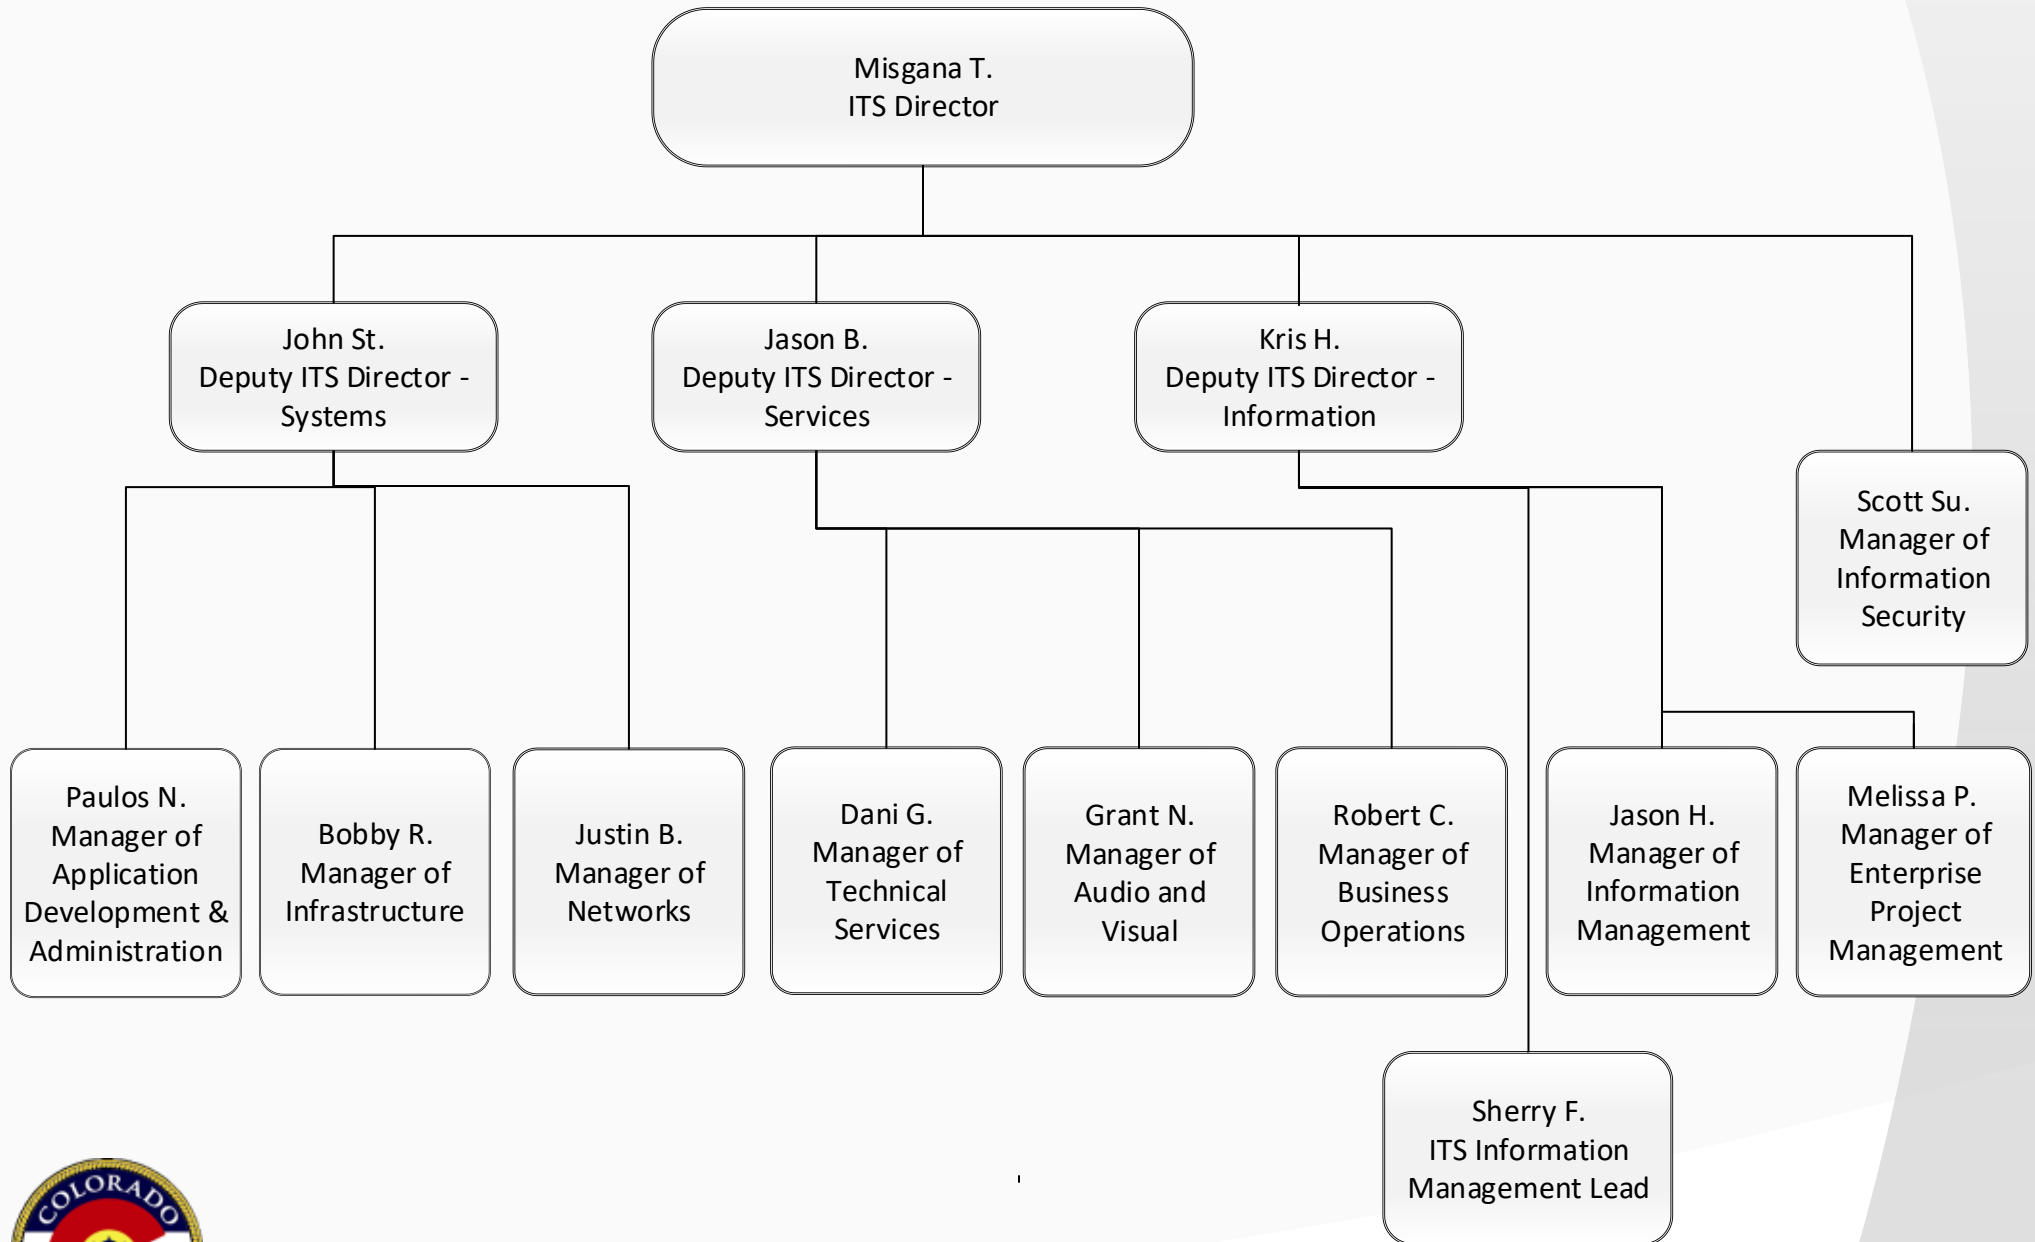 Misgana T.
ITS Director
John St.
Deputy ITS Director -
Systems
Jason B.
Deputy ITS Director -
Services
Kris H.
Deputy ITS Director -
Information
Scott Su.
Manager of
Information
Security
Paulos N.
Manager of
Application
Development &
Administration
Bobby R.
Manager of
Infrastructure
Justin B.
Manager of
Networks
Dani G.
Manager of
Technical
Services
Grant N.
Manager of
Audio and
Visual
Robert C.
Manager of
Business
Operations
Jason H.
Manager of
Information
Management
Melissa P.
Manager of
Enterprise
Project
Management
Sherry F.
ITS Information
Management Lead
COLORADO